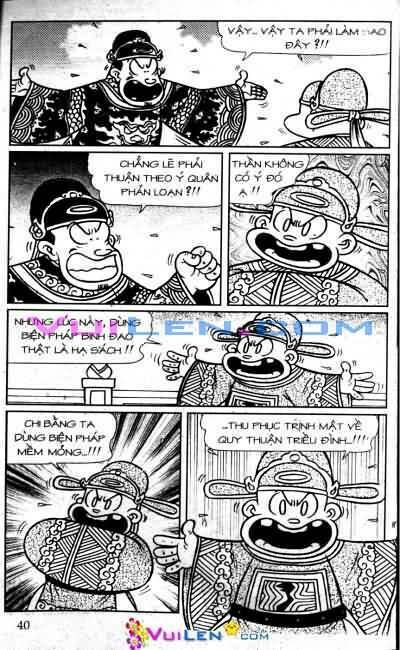 VẬY... VẬY TA PHẢI LÀM SAO
ĐÂY ?!!
CHẲNG LẼ PHẢI
THUẬN THEO Ý QUÂN
PHẢN LOẠN ?!!
THẦN KHÔNG
CÓ Ý ĐÓ
Ạ !!
NHƯNG LÚC NÀY, DÙNG
BIỆN PHÁP BINH ĐAO
THẬT LÀ HẠ SÁCH !!
VUILEN.COM
CHI BẰNG TA
DÙNG BIỆN PHÁP
MỀM MỎNG...!!!
...THU PHỤC TRỊNH MẬT VỀ
QUY THUẬN TRIỀU ĐÌNH...!!!
40
VUILEN.COM